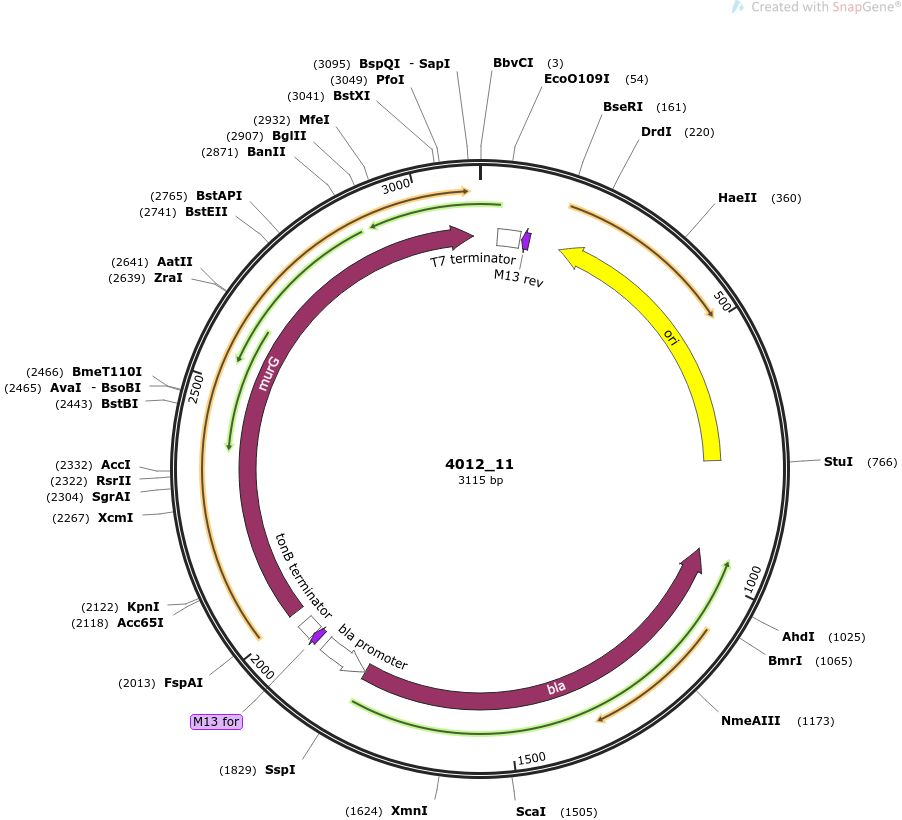 Created with SnapGene®
(3095) BspQI - SapI
(3049) PfoI
(3041) BstXI
(2932) MfeI
(2907) BglII
(2871) BanII
(2765) BstAPI
(2741) BstEII
(2641) AatII
(2639) ZraI
(2466) BmeT110I
(2465) AvaI - BsoBI
(2443) BstBI
(2332) AccI
(2322) RsrII
(2304) SgrAI
(2267) XcmI
(2122) KpnI
(2118) Acc65I
(2013) FspAI
M13 for
(1829) SspI
(1624) XmnI
BbvCI (3)
EcoO109I (54)
BseRI (161)
DrdI (220)
HaeII (360)
StuI (766)
AhdI (1025)
BmrI (1065)
NmeAIII (1173)
ScaI (1505)
500
1000
1500
2000
2500
3000
T7 terminator
M13 rev
ori
murG
tonB terminator
bla promoter
bla
4012_11
3115 bp